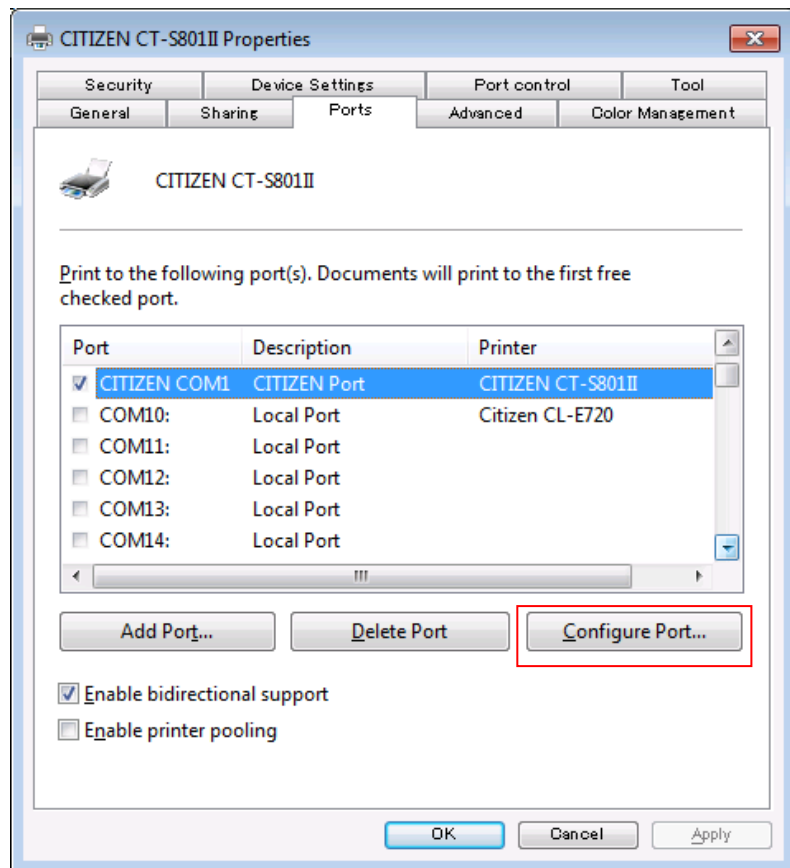 CITIZEN CT-S801II Properties
Security Device Settings Port control Tool
General Sharing Ports Advanced Color Management
CITIZEN CT-S801II
Print to the following port(s). Documents will print to the first free
checked port.
Port Description Printer
CITIZEN COM1 CITIZEN Port CITIZEN CT-S801II
COM10: Local Port Citizen CL-E720
COM11: Local Port
COM12: Local Port
COM13: Local Port
COM14: Local Port
Add Port... Delete Port Configure Port...
Enable bidirectional support
Enable printer pooling
OK Cancel Apply